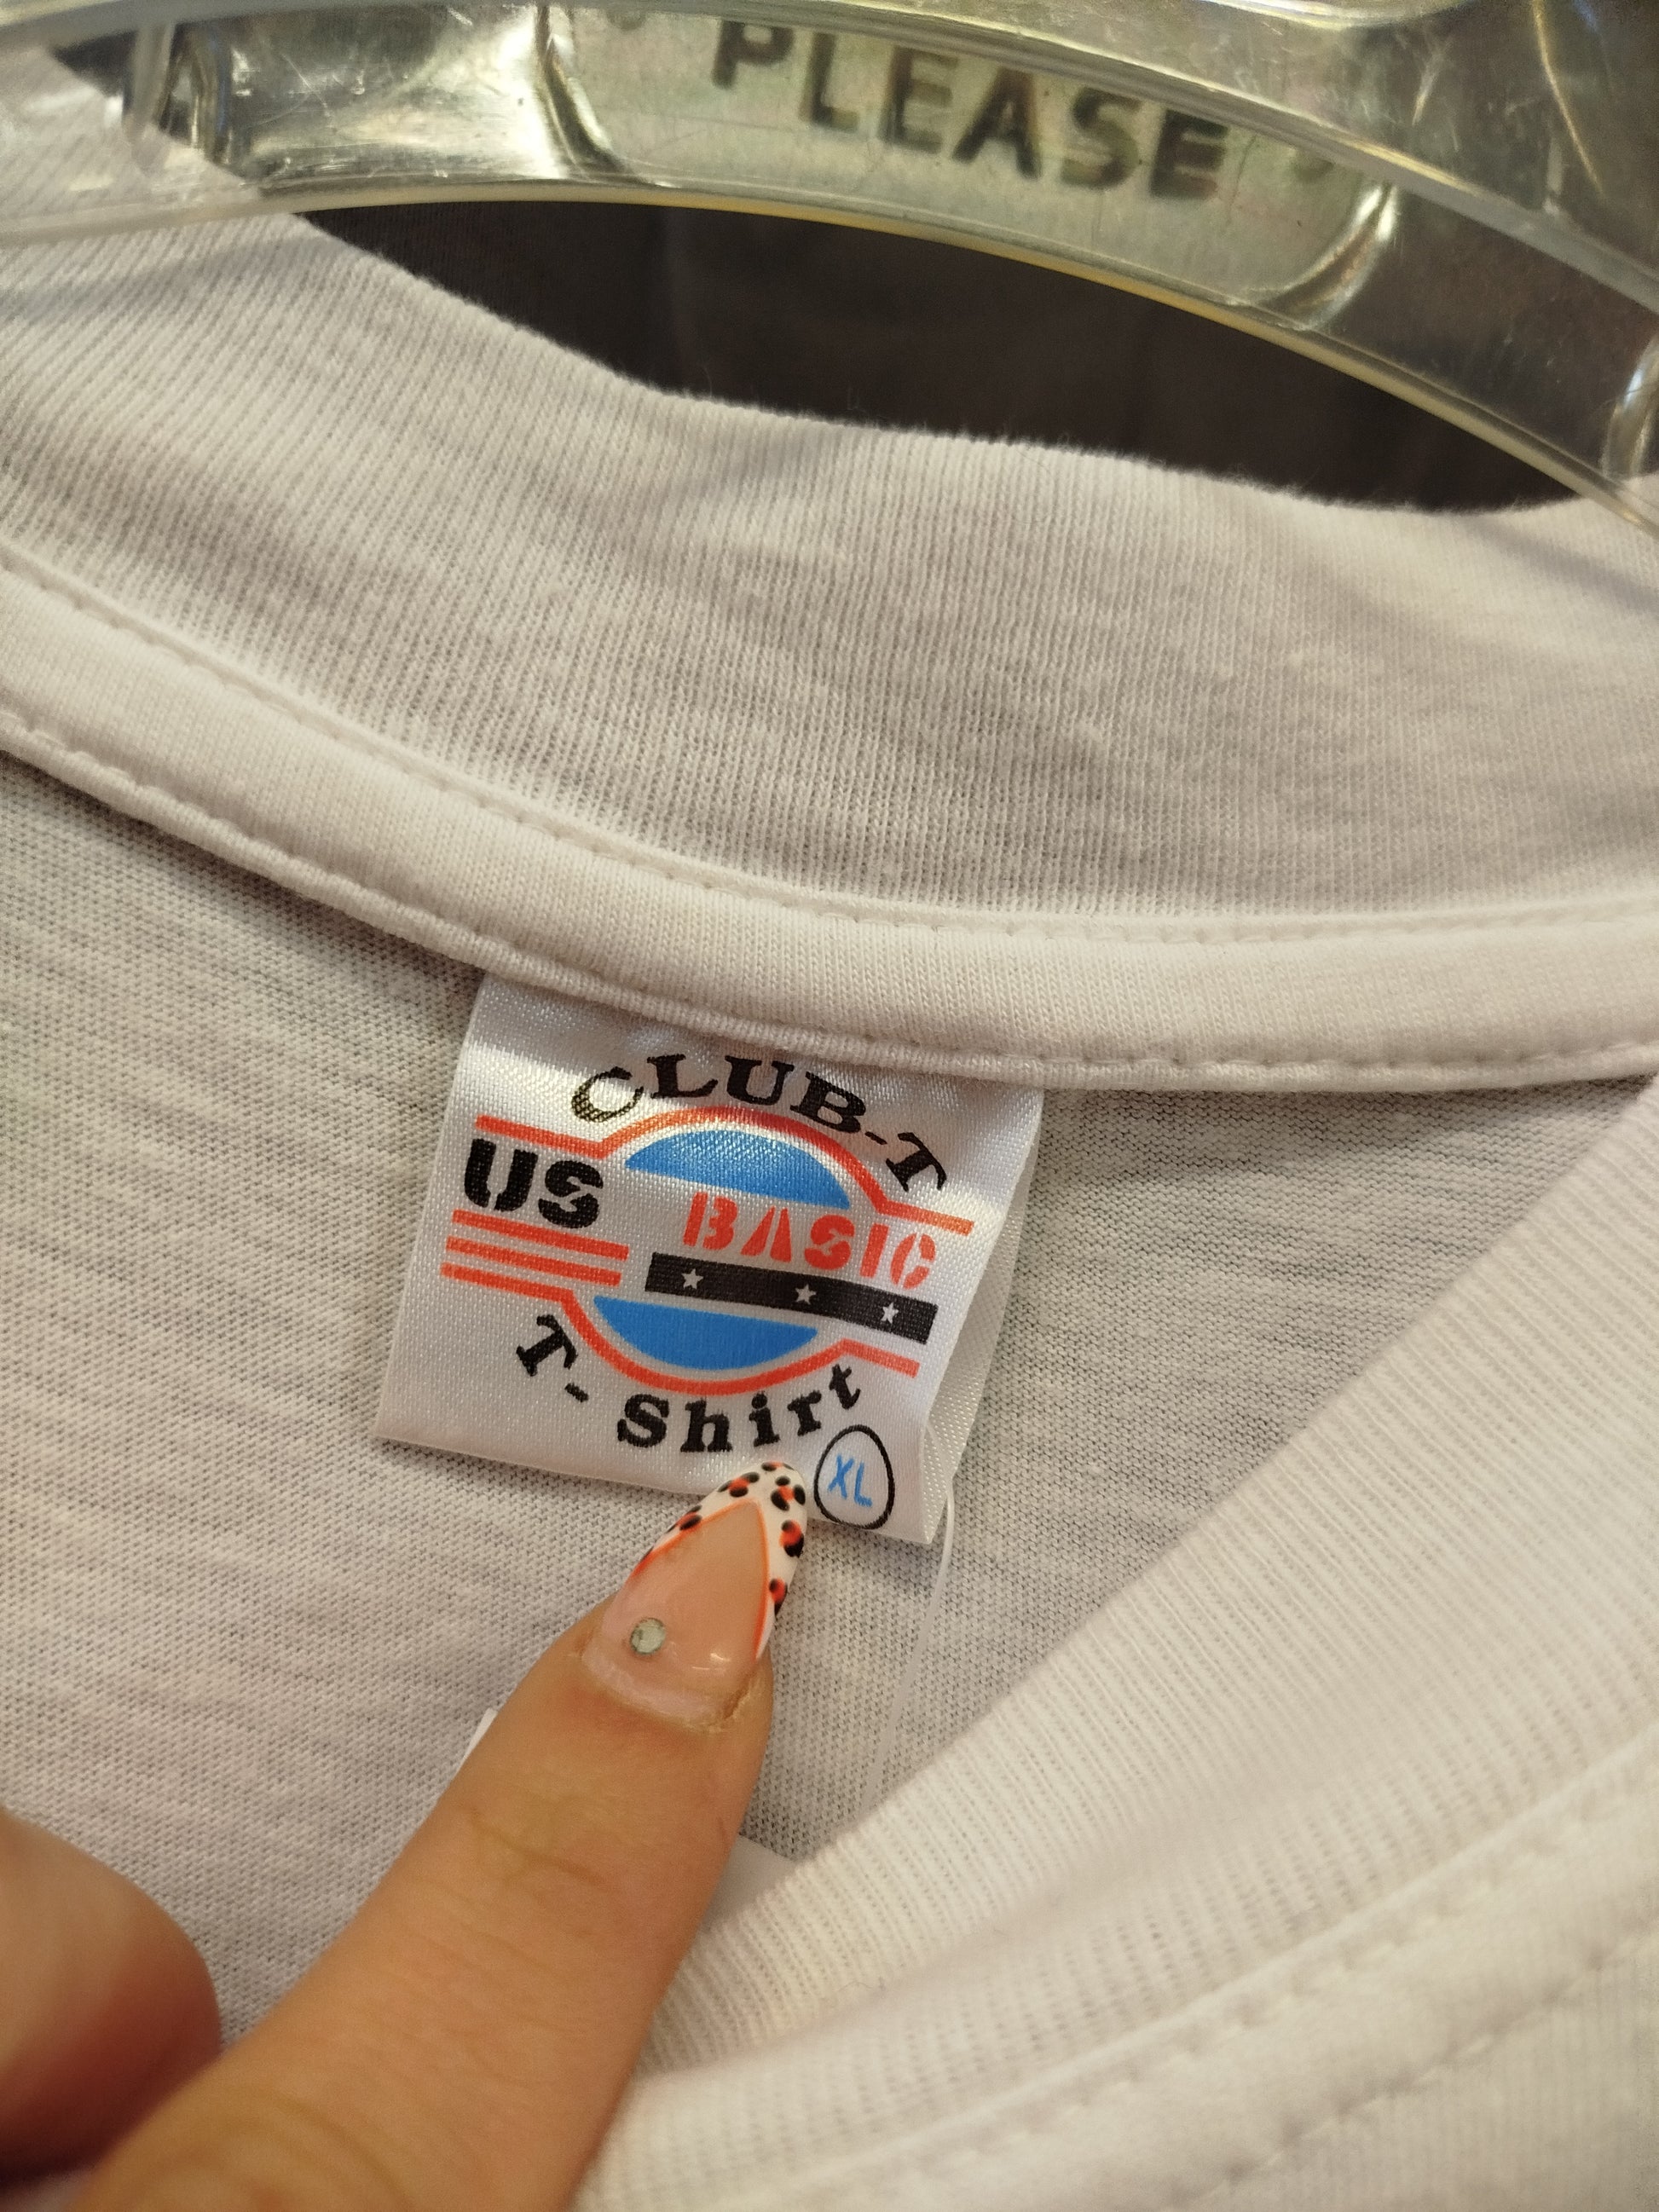 PLEASE
CLUB-T
US
BASIC
T-Shirt
XL